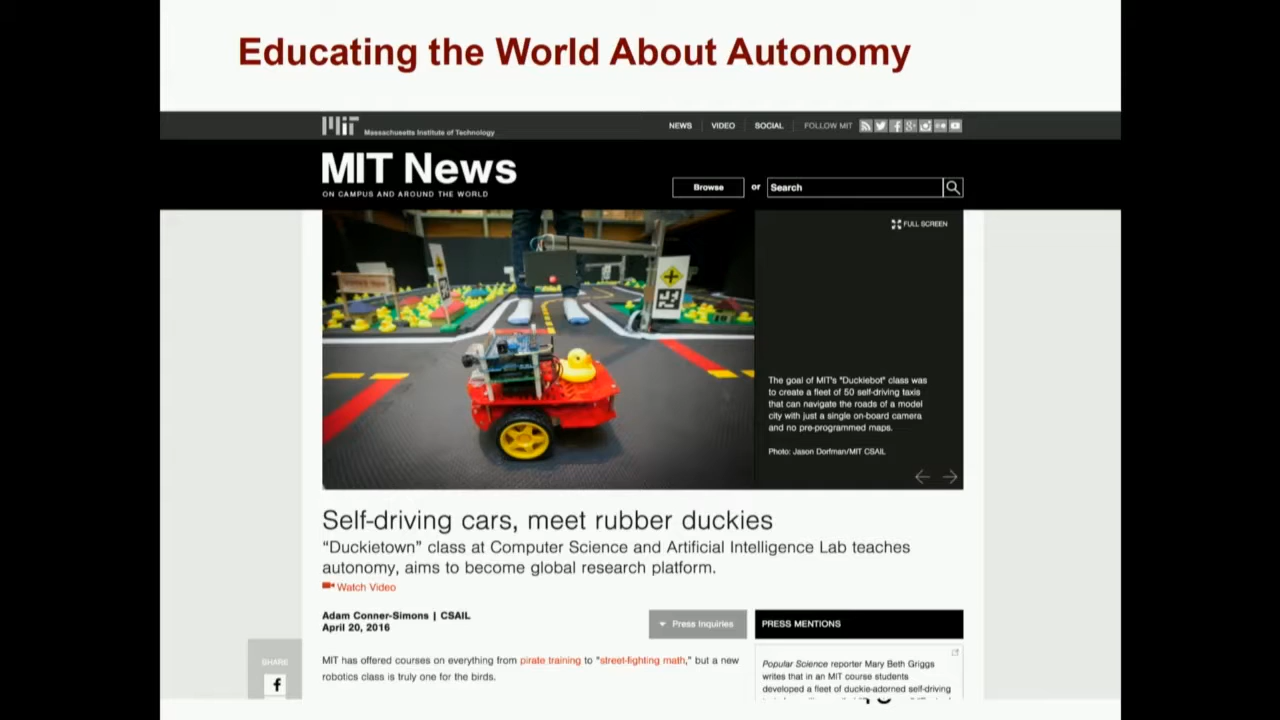 Educating the World About Autonomy
MIT
Massachusetts Institute of Technology
NEWS
VIDEO
SOCIAL
FOLLOW MIT
MIT News
ON CAMPUS AND AROUND THE WORLD
Browse
or
Search
FULL SCREEN
The goal of MIT's "Duckiebot" class was
to create a fleet of 50 self-driving taxis
that can navigate the roads of a model
city with just a single on-board camera
and no pre-programmed maps.
Photo: Jason Dorfman/MIT CSAIL
Self-driving cars, meet rubber duckies
“Duckietown” class at Computer Science and Artificial Intelligence Lab teaches
autonomy, aims to become global research platform.
Watch Video
Adam Conner-Simons | CSAIL
April 20, 2016
Press Inquiries
PRESS MENTIONS
SHARE
MIT has offered courses on everything from pirate training to “street-fighting math,” but a new
robotics class is truly one for the birds.
Popular Science reporter Mary Beth Griggs
writes that in an MIT course students
developed a fleet of duckie-adorned self-driving